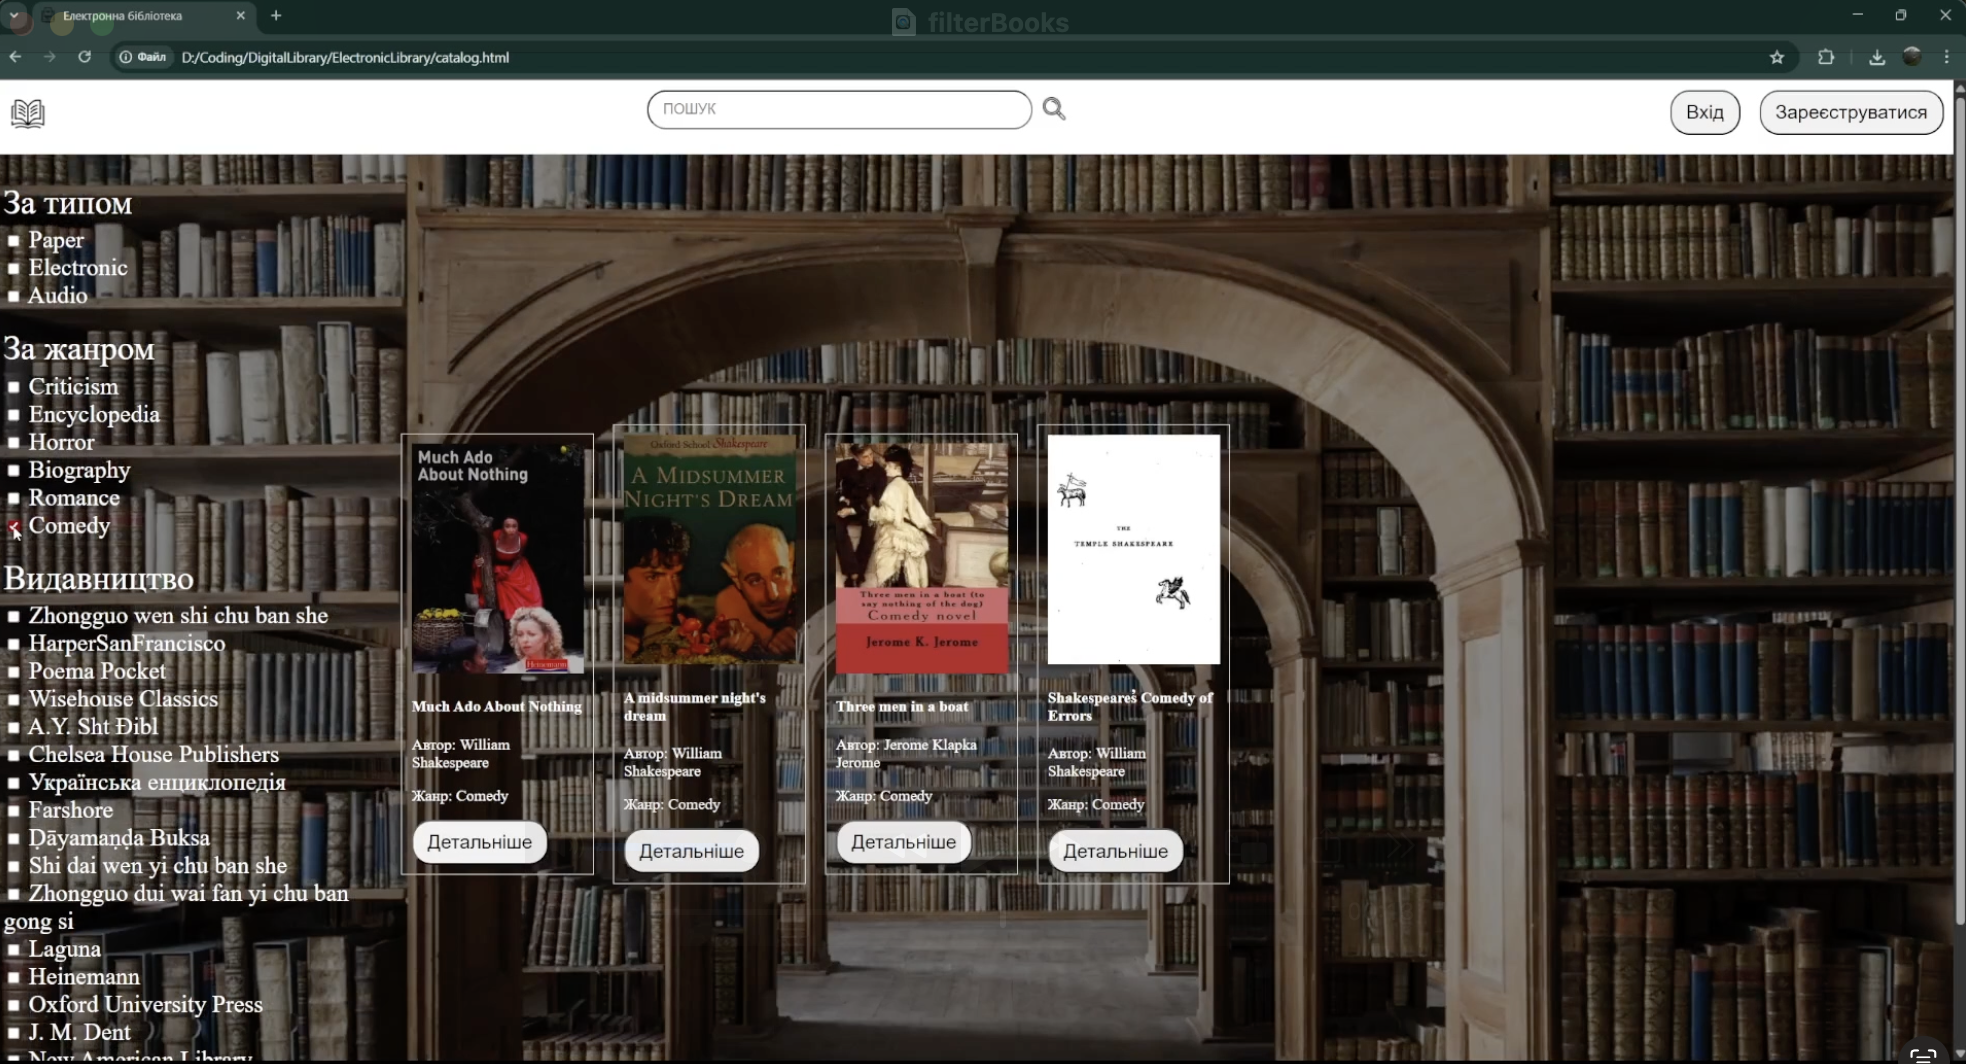 Електронна бібліотека
filterBooks
Файл
D:/Coding/DigitalLibrary/ElectronicLibrary/catalog.html
ПОШУК
Вхід
Зареєструватися
За типом
Paper
Electronic
Audio
За жанром
Criticism
Encyclopedia
Horror
Biography
Romance
Comedy
Видавництво
Zhongguo wen shi chu ban she
HarperSanFrancisco
Poema Pocket
Wisehouse Classics
A.Y. Sht Đibl
Chelsea House Publishers
Українська енциклопедія
Farshore
Ḍāyamaṇḍa Buksa
Shi dai wen yi chu ban she
Zhongguo dui wai fan yi chu ban
gong si
Laguna
Heinemann
Oxford University Press
J. M. Dent
New American Library
Much Ado
About Nothing
Heinemann
Much Ado About Nothing
Автор: William
Shakespeare
Жанр: Comedy
Детальніше
Oxford School Shakespeare
A MIDSUMMER
NIGHT'S DREAM
A midsummer night's
dream
Автор: William
Shakespeare
Жанр: Comedy
Детальніше
Three men in a boat (to
say nothing of the dog)
Comedy novel
Jerome K. Jerome
Three men in a boat
Автор: Jerome Klapka
Jerome
Жанр: Comedy
Детальніше
THE
TEMPLE SHAKESPEARE
Shakespeare's Comedy of
Errors
Автор: William
Shakespeare
Жанр: Comedy
Детальніше